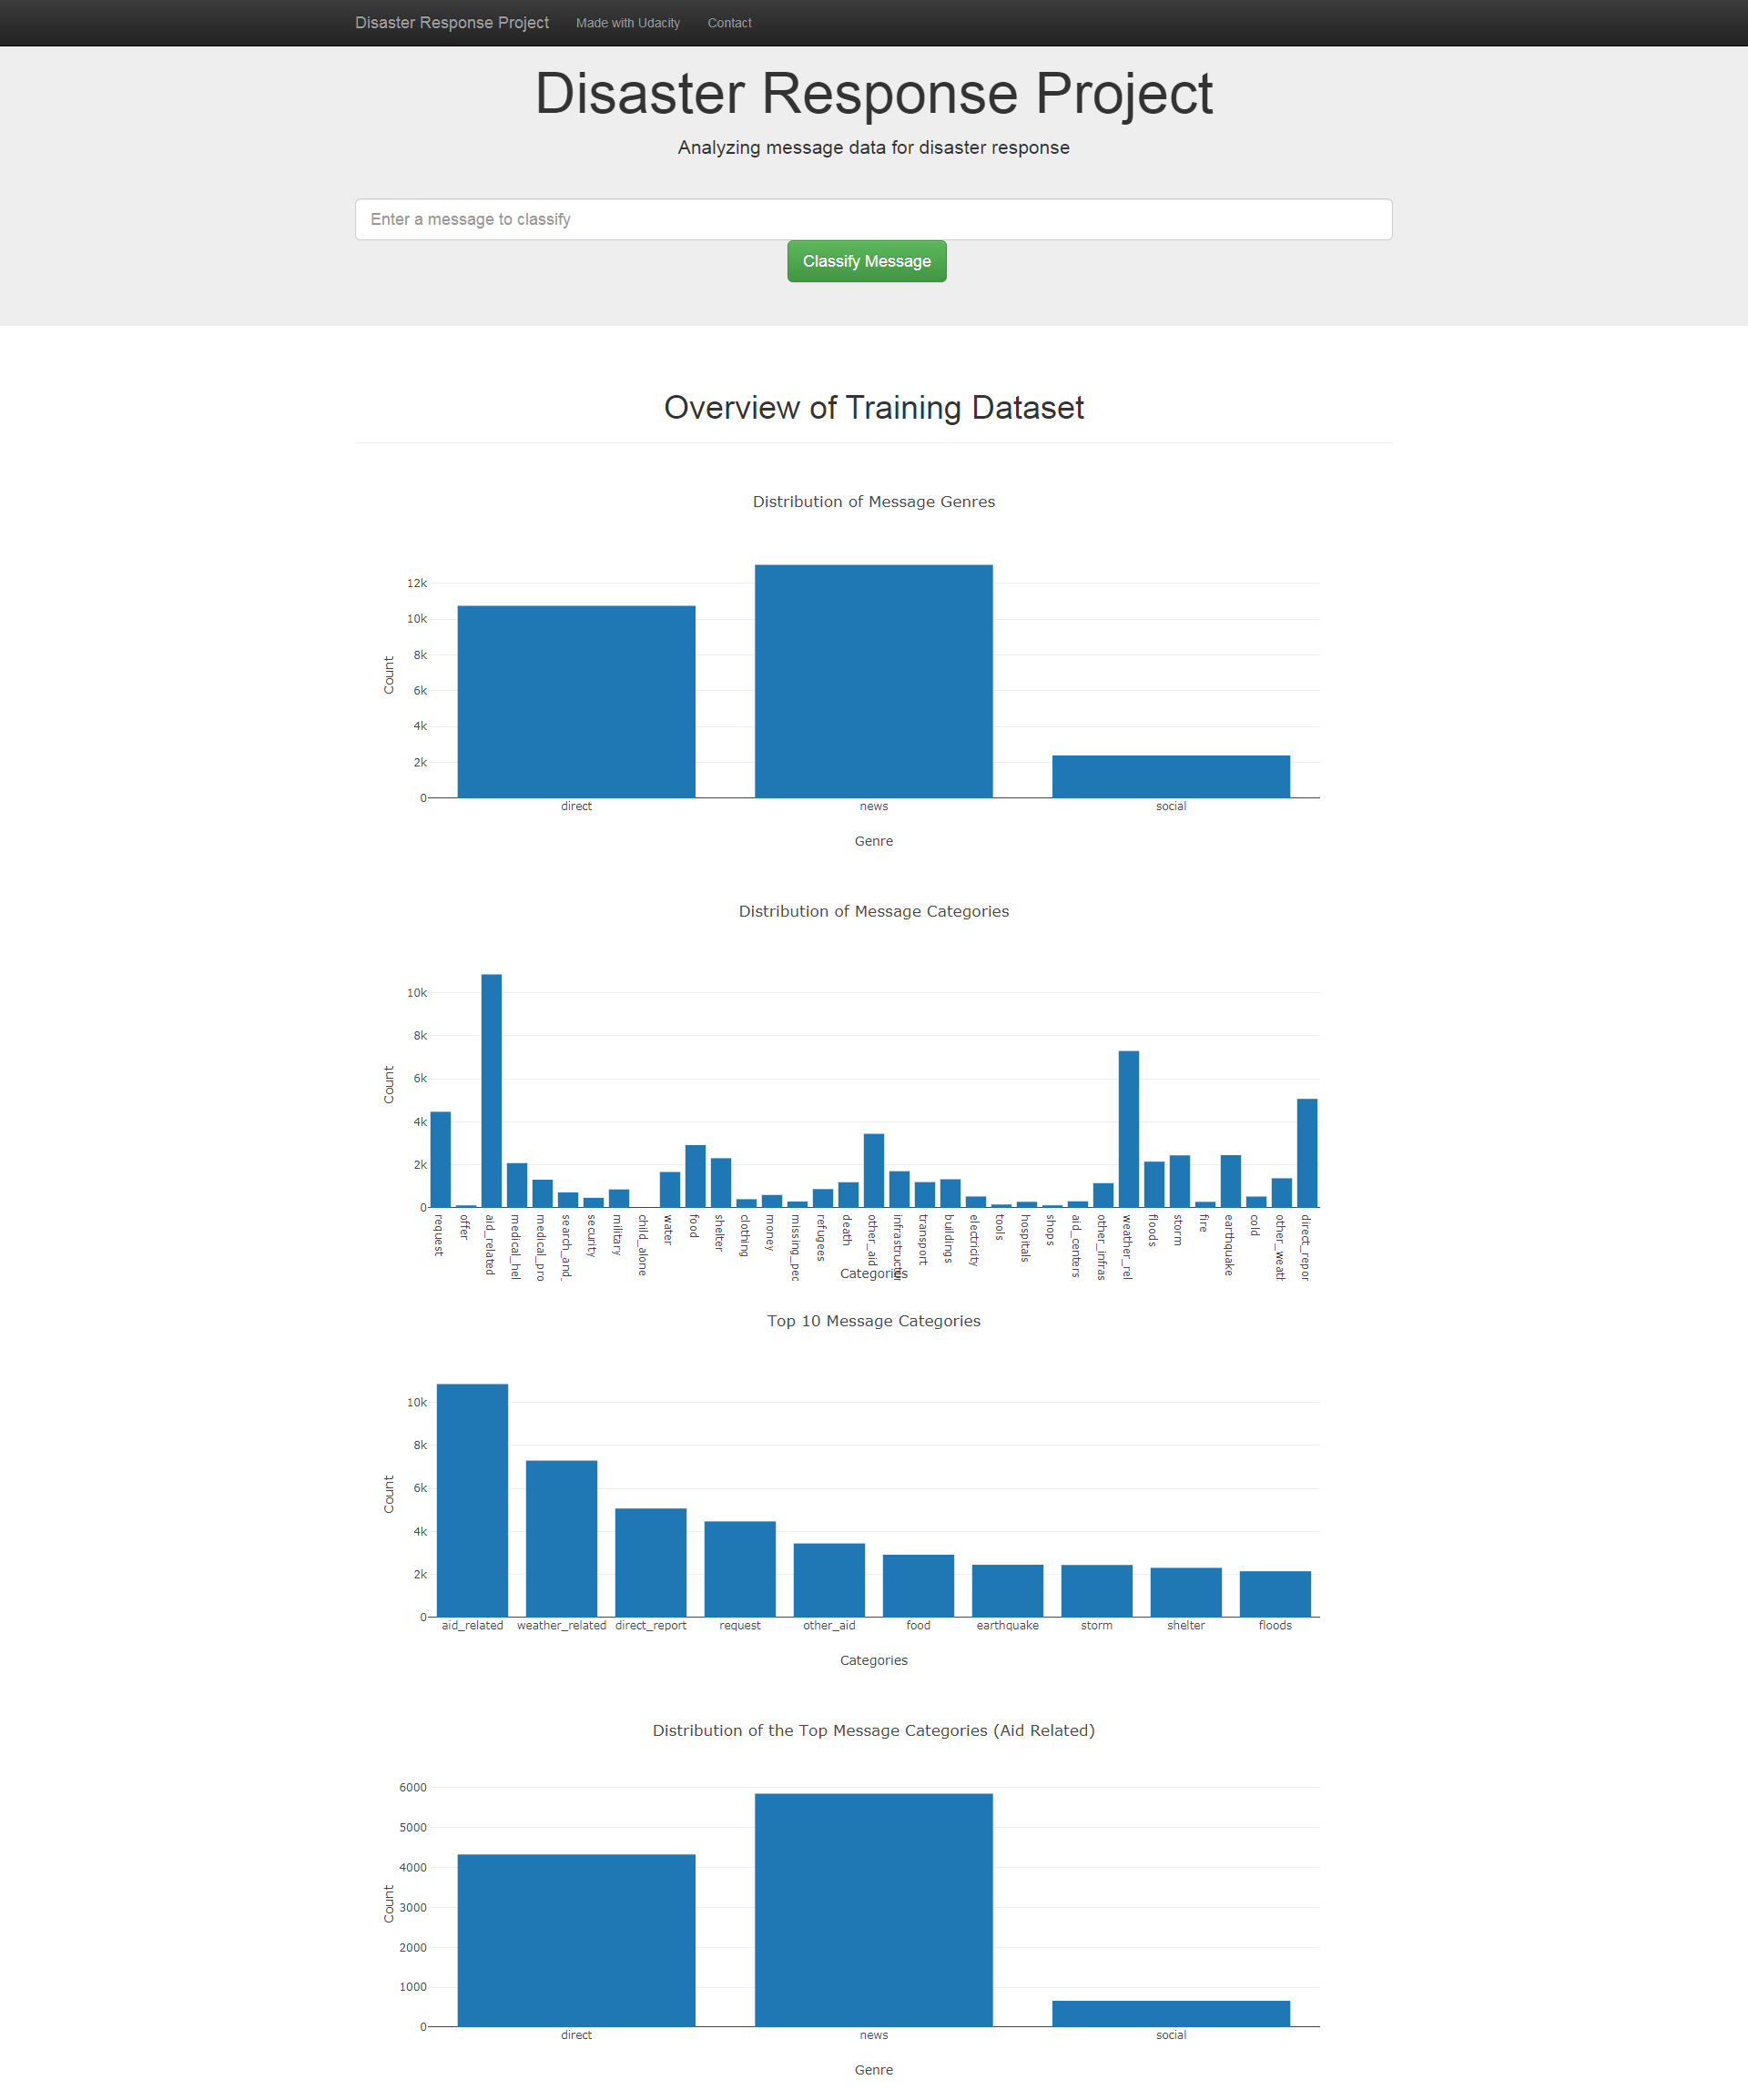 Disaster Response Project Made with Udacity Contact
Disaster Response Project
Analyzing message data for disaster response
Enter a message to classify
Classify Message
Overview of Training Dataset
Distribution of Message Genres
12k
10k
8k
6k
4k
2k
0
Count
direct news social
Genre
Distribution of Message Categories
10k
8k
6k
4k
2k
0
Count
request
offer
aid_related
medical_hel
medical_pro
search_and_
security
military
child_alone
water
food
shelter
clothing
money
missing_pec
refugees
death
other_aid
infrastructur
transport
buildings
electricity
tools
hospitals
shops
aid_centers
other_infras
weather_rel
floods
storm
fire
earthquake
cold
other_weath
direct_repor
Categories
Top 10 Message Categories
10k
8k
6k
4k
2k
0
Count
aid_related weather_related direct_report request other_aid food earthquake storm shelter floods
Categories
Distribution of the Top Message Categories (Aid Related)
6000
5000
4000
3000
2000
1000
0
Count
direct news social
Genre